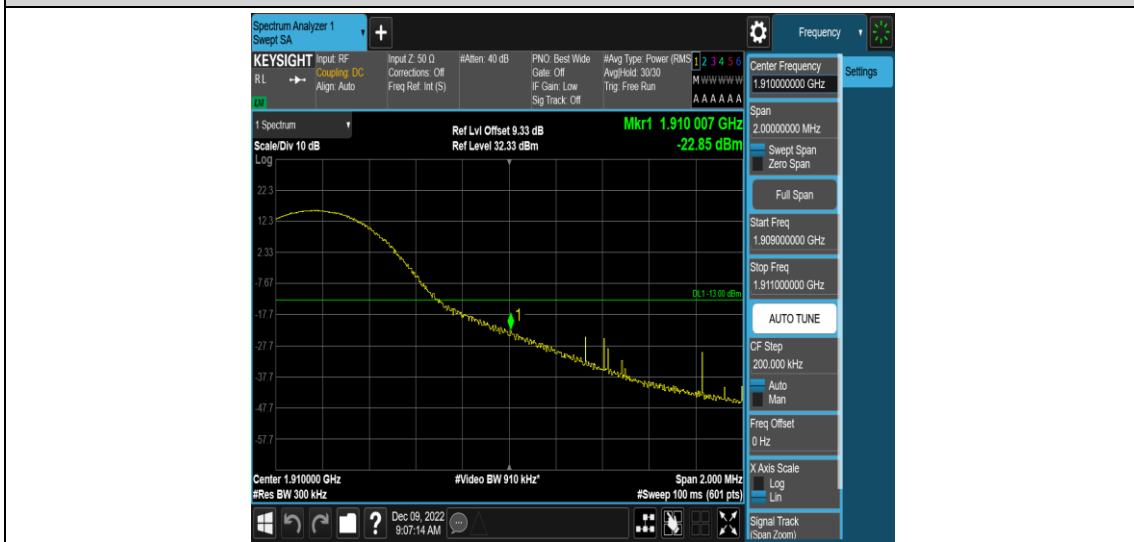 Spectrum Analyzer 1
Swept SA
+
Frequency
KEYSIGHT
RL
Input: RF
Coupling: DC
Align: Auto
Input Z: 50 Ω
Corrections: Off
Freq Ref: Int (S)
#Atten: 40 dB
PNO: Best Wide
Gate: Off
IF Gain: Low
Sig Track: Off
#Avg Type: Power (RMS
Avg|Hold: 30/30
Trig: Free Run
1 2 3 4 5 6
M W W W W W
A A A A A A
1 Spectrum
Scale/Div 10 dB
Ref Lvl Offset 9.33 dB
Ref Level 32.33 dBm
Mkr1 1.910 007 GHz
-22.85 dBm
Log
22.3
12.3
2.33
-7.67
-17.7
-27.7
-37.7
-47.7
-57.7
DL1 -13.00 dBm
1
Center 1.910000 GHz
#Res BW 300 kHz
#Video BW 910 kHz*
Span 2.000 MHz
#Sweep 100 ms (601 pts)
Center Frequency
1.910000000 GHz
Settings
Span
2.00000000 MHz
Swept Span
Zero Span
Full Span
Start Freq
1.909000000 GHz
Stop Freq
1.911000000 GHz
AUTO TUNE
CF Step
200.000 kHz
Auto
Man
Freq Offset
0 Hz
X Axis Scale
Log
Lin
Signal Track
(Span Zoom)
?
Dec 09, 2022
9:07:14 AM